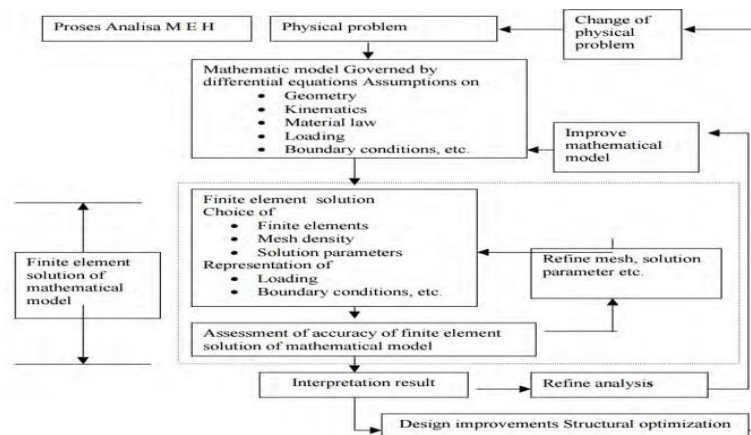 Proses Analisa M E H
Physical problem
Change of
physical
problem
Mathematic model Governed by
differential equations Assumptions on
• Geometry
• Kinematics
• Material law
• Loading
• Boundary conditions, etc.
Improve
mathematical
model
Finite element solution
Choice of
• Finite elements
• Mesh density
• Solution parameters
Representation of
• Loading
• Boundary conditions, etc.
Finite element
solution of
mathematical
model
Refine mesh, solution
parameter etc.
Assessment of accuracy of finite element
solution of mathematical model
Interpretation result
Refine analysis
Design improvements Structural optimization